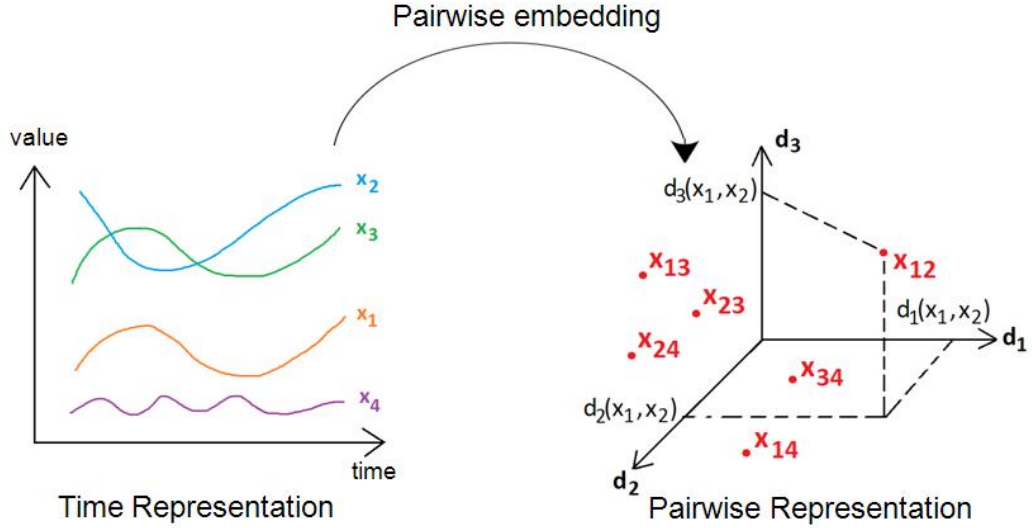 Pairwise embedding
value
x₂
x₃
x₁
x₄
time
Time Representation
d₃
d₃(x₁,x₂)
x₁₂
x₁₃
x₂₃
d₁(x₁,x₂)
x₂₄
d₁
x₃₄
d₂(x₁,x₂)
x₁₄
d₂
Pairwise Representation